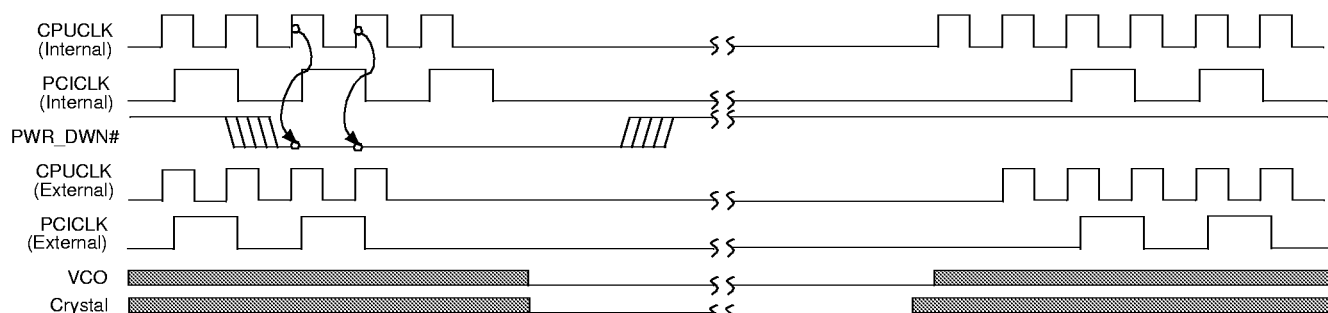 CPUCLK
(Internal)
PCICLK
(Internal)
PWR_DWN#
CPUCLK
(External)
PCICLK
(External)
VCO
Crystal